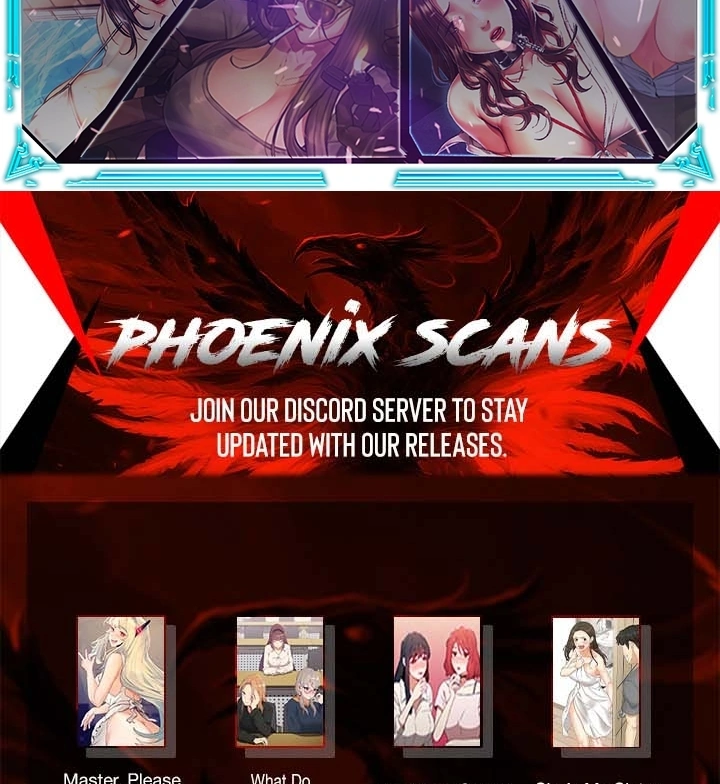 PHOENIX SCANS
JOIN OUR DISCORD SERVER TO STAY
UPDATED WITH OUR RELEASES.
Master, Please
What Do